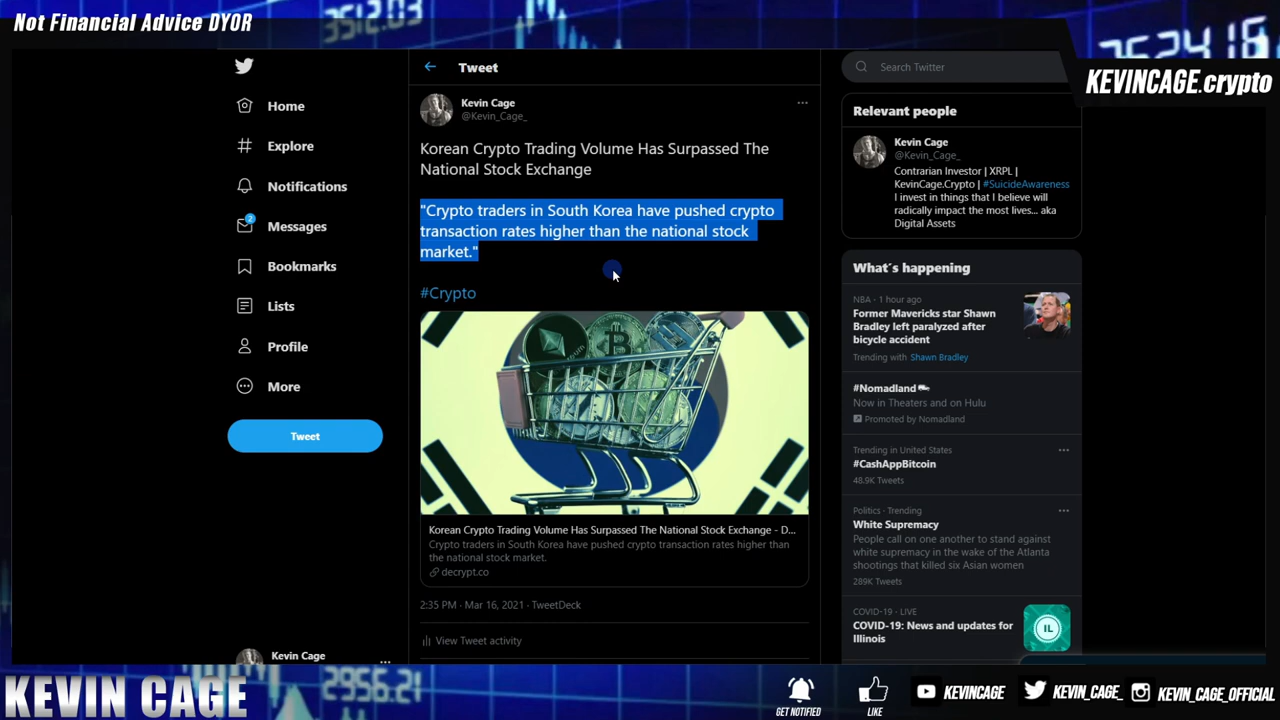 Not Financial Advice DYOR
3512.03
3524.16
KEVINCAGE.crypto
Home
Explore
Notifications
2
Messages
Bookmarks
Lists
Profile
More
Tweet
Kevin Cage
Tweet
Kevin Cage
@Kevin_Cage_
Korean Crypto Trading Volume Has Surpassed The
National Stock Exchange
"Crypto traders in South Korea have pushed crypto
transaction rates higher than the national stock
market."
#Crypto
Korean Crypto Trading Volume Has Surpassed The National Stock Exchange - D...
Crypto traders in South Korea have pushed crypto transaction rates higher than
the national stock market.
decrypt.co
2:35 PM · Mar 16, 2021 · TweetDeck
View Tweet activity
Search Twitter
Relevant people
Kevin Cage
@Kevin_Cage_
Contrarian Investor | XRPL |
KevinCage.Crypto | #SuicideAwareness
I invest in things that I believe will
radically impact the most lives... aka
Digital Assets
What's happening
NBA · 1 hour ago
Former Mavericks star Shawn
Bradley left paralyzed after
bicycle accident
Trending with Shawn Bradley
#Nomadland
Now in Theaters and on Hulu
Promoted by Nomadland
Trending in United States
#CashAppBitcoin
48.9K Tweets
Politics · Trending
White Supremacy
People call on one another to stand against
white supremacy in the wake of the Atlanta
shootings that killed six Asian women
289K Tweets
COVID-19 · LIVE
COVID-19: News and updates for
Illinois
IL
KEVIN CAGE
2956.21
GET NOTIFIED
LIKE
KEVINCAGE
KEVIN_CAGE_
KEVIN_CAGE_OFFICIAL